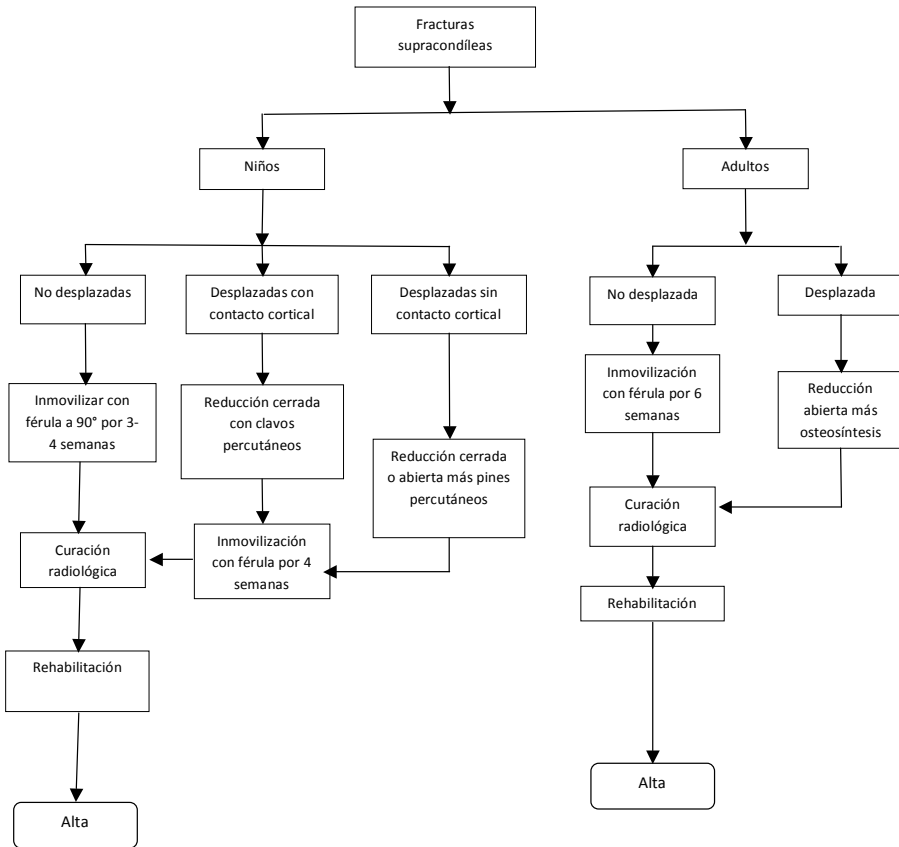 Fracturas
supracondíleas
Niños
Adultos
No desplazadas
Desplazadas con
contacto cortical
Desplazadas sin
contacto cortical
No desplazada
Desplazada
Inmovilizar con
férula a 90° por 3-
4 semanas
Reducción cerrada
con clavos
percutáneos
Reducción cerrada
o abierta más pines
percutáneos
Inmovilización
con férula por 6
semanas
Reducción
abierta más
osteosíntesis
Curación
radiológica
Inmovilización
con férula por 4
semanas
Curación
radiológica
Rehabilitación
Rehabilitación
Alta
Alta